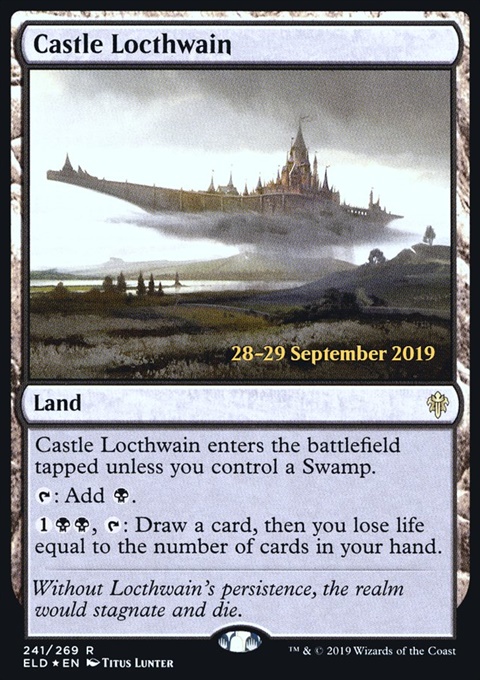 Castle Locthwain
28–29 September 2019
Land
Castle Locthwain enters the battlefield
tapped unless you control a Swamp.
: Add .
1 , : Draw a card, then you lose life
equal to the number of cards in your hand.
Without Locthwain's persistence, the realm
would stagnate and die.
241/269 R
ELD ★ EN Titus Lunter
™ & © 2019 Wizards of the Coast